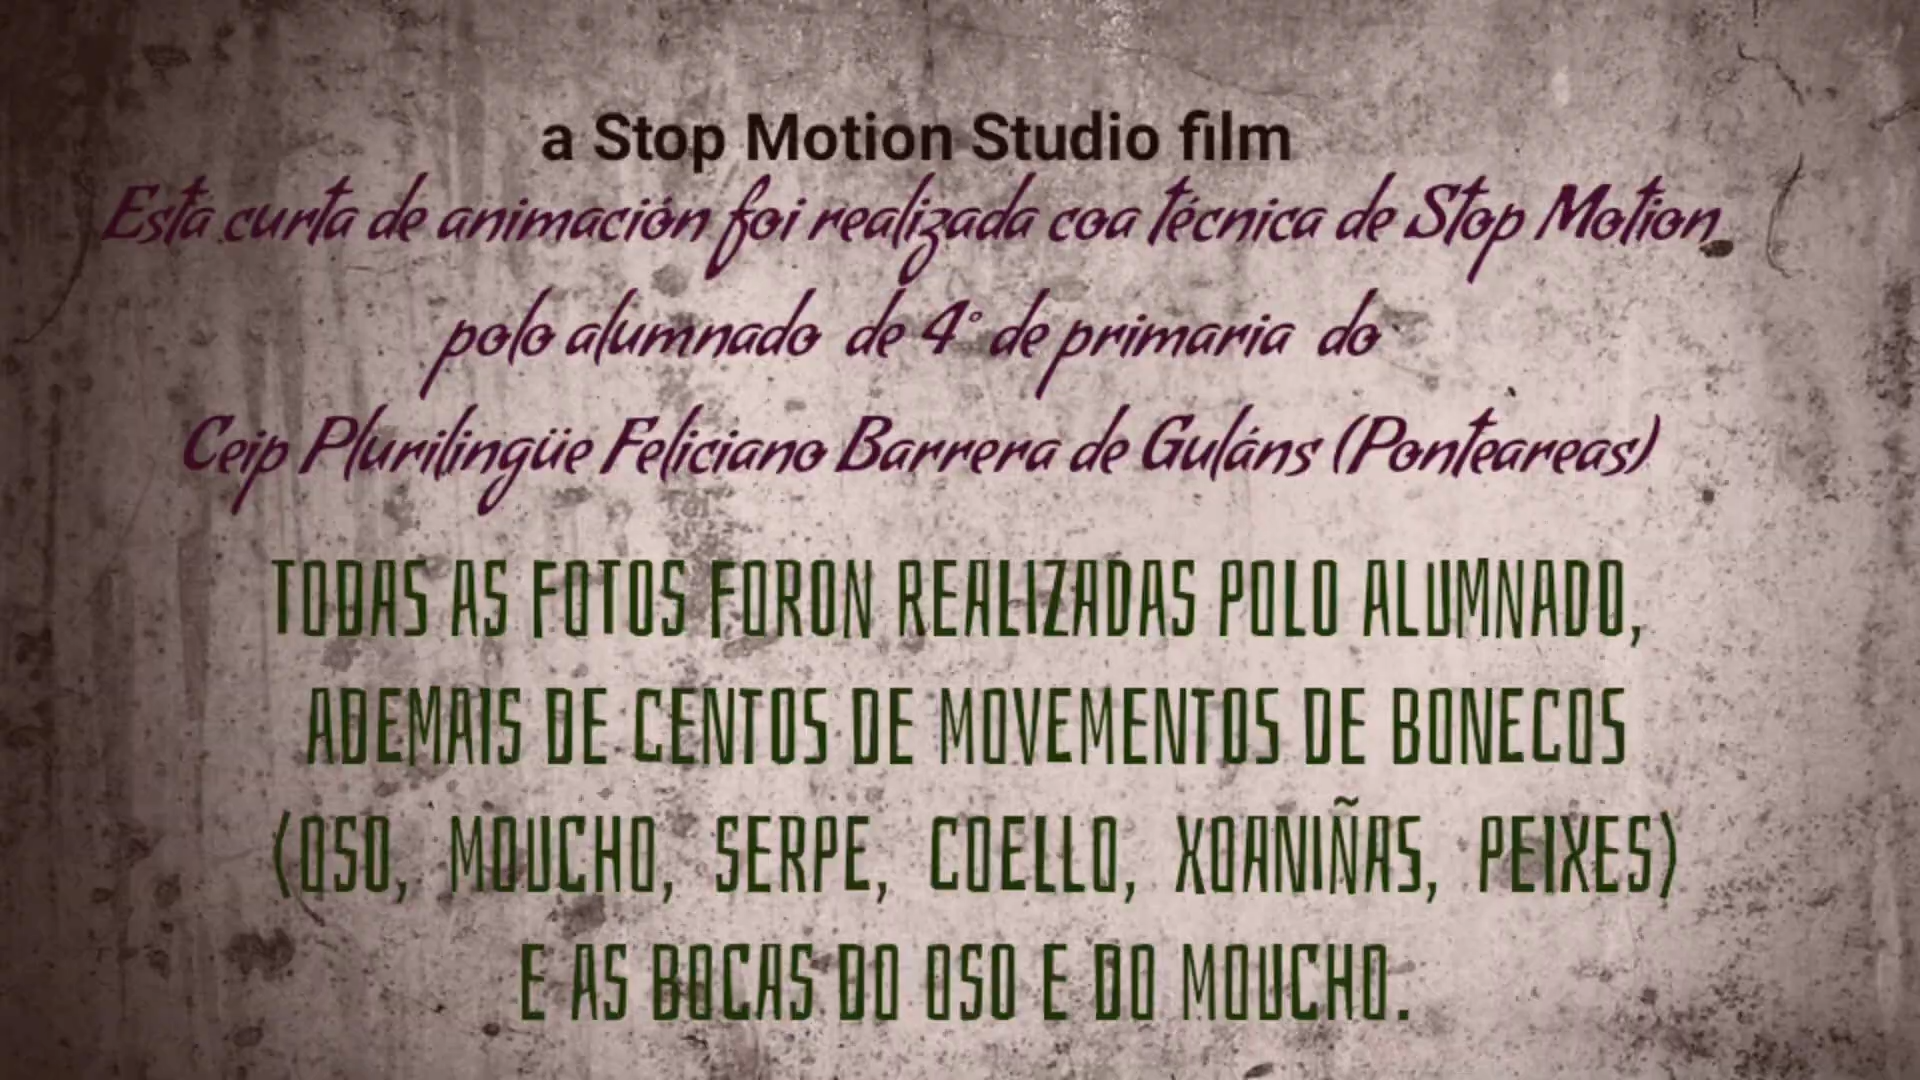 a Stop Motion Studio film
Esta curta de animación foi realizada coa técnica de Stop Motion
polo alumnado de 4º de primaria do
Ceip Plurilingüe Feliciano Barrera de Guláns (Ponteareas)
TODAS AS FOTOS FORON REALIZADAS POLO ALUMNADO,
ADEMAIS DE CENTOS DE MOVEMENTOS DE BONECOS
(OSO, MOUCHO, SERPE, COELLO, XOANIÑAS, PEIXES)
E AS BOCAS DO OSO E DO MOUCHO.